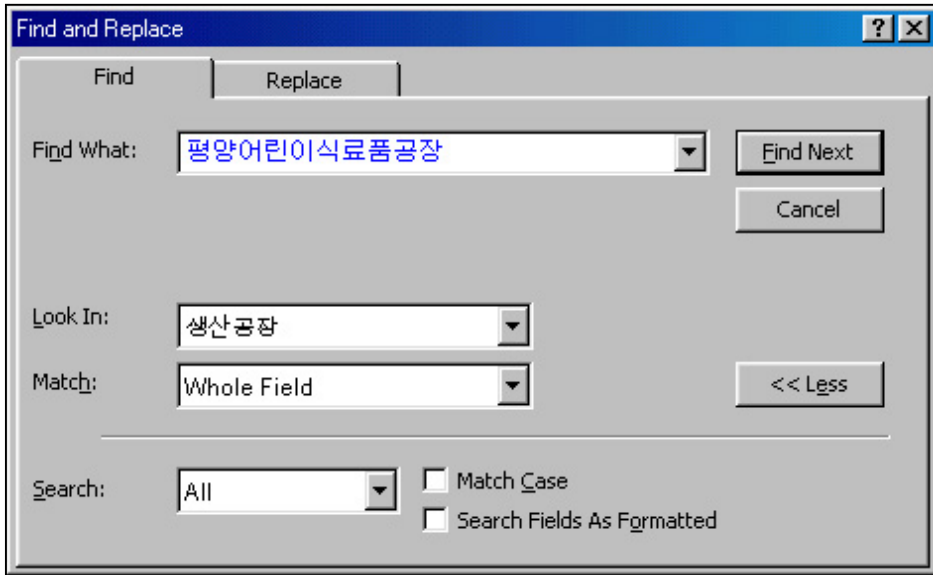 Find and Replace
Find Replace
Find What: 평양어린이식료품공장 Find Next
Cancel
Look In: 생산공장
Match: Whole Field << Less
Search: All Match Case
Search Fields As Formatted